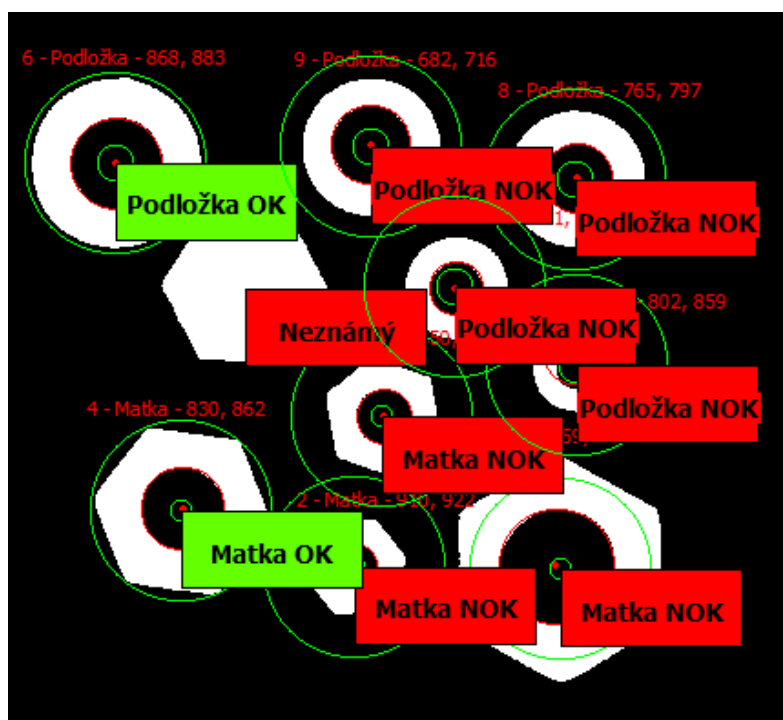 6 - Podložka - 868, 883
9 - Podložka - 682, 716
8 - Podložka - 765, 797
Podložka OK
Podložka NOK
Podložka NOK
Neznámý
802, 859
Podložka NOK
Podložka NOK
4 - Matka - 830, 862
Matka NOK
2 - Matka - 910, 922
Matka OK
Matka NOK
Matka NOK